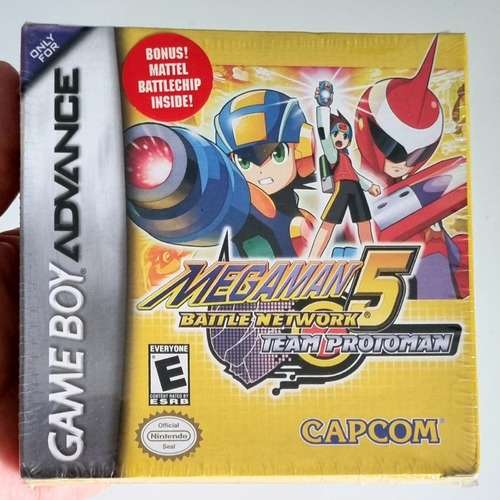 ONLY
FOR
GAME BOY ADVANCE
BONUS!
MATTEL
BATTLECHIP
INSIDE!
MEGAMAN 5
BATTLE NETWORK®
TEAM PROTOMAN
EVERYONE
E
CONTENT RATED BY
ESRB
Official
Nintendo
Seal
CAPCOM